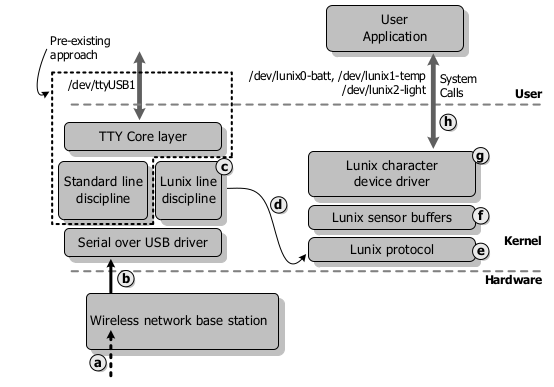 Pre-existing
approach
User
Application
/dev/ttyUSB1
/dev/lunix0-batt, /dev/lunix1-temp
/dev/lunix2-light
System
Calls
User
h
TTY Core layer
c
g
Standard line
discipline
Lunix line
discipline
Lunix character
device driver
d
f
Lunix sensor buffers
Serial over USB driver
Kernel
Lunix protocol
e
b
Hardware
Wireless network base station
a